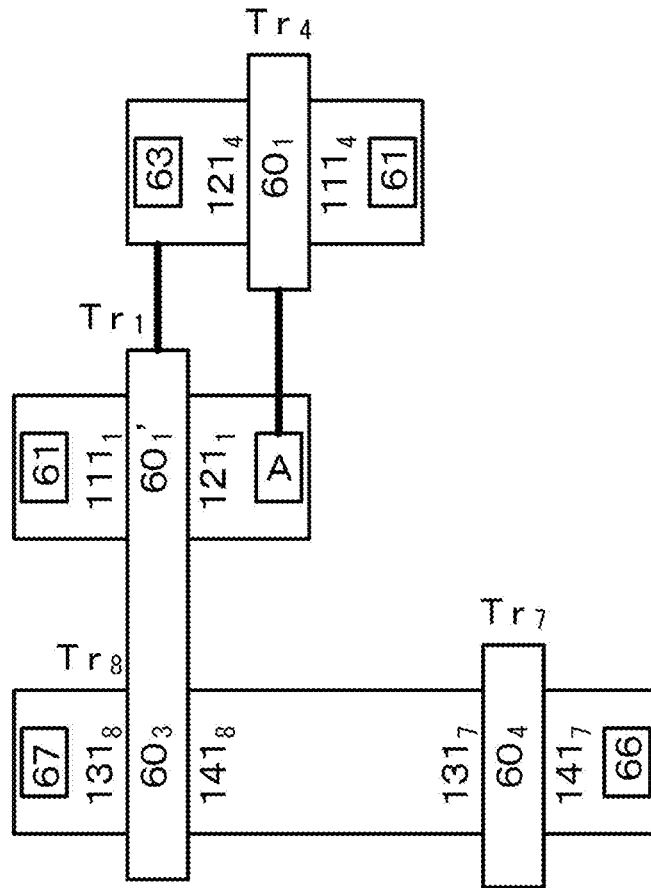 Tr₄
63 121₄ 60₁ 111₄ 61
Tr₁
61 111₁ 60₁' 121₁ A
Tr₇
Tr₈
67 131₈ 60₃ 141₈ 131₇ 60₄ 141₇ 66